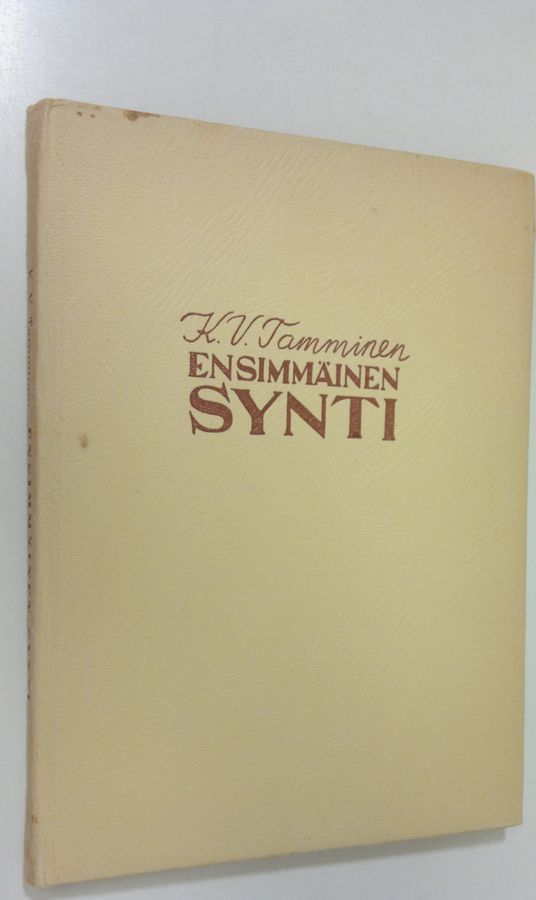 K. V. Tamminen
ENSIMMÄINEN
SYNTI